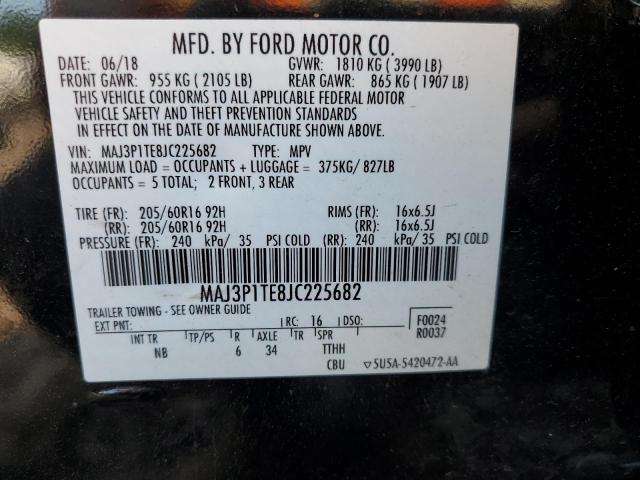 MFD. BY FORD MOTOR CO.
DATE: 06/18 GVWR: 1810 KG ( 3990 LB)
FRONT GAWR: 955 KG ( 2105 LB) REAR GAWR: 865 KG ( 1907 LB)
THIS VEHICLE CONFORMS TO ALL APPLICABLE FEDERAL MOTOR
VEHICLE SAFETY AND THEFT PREVENTION STANDARDS
IN EFFECT ON THE DATE OF MANUFACTURE SHOWN ABOVE.
VIN: MAJ3P1TE8JC225682 TYPE: MPV
MAXIMUM LOAD = OCCUPANTS + LUGGAGE = 375KG/ 827LB
OCCUPANTS = 5 TOTAL; 2 FRONT, 3 REAR
TIRE (FR): 205/60R16 92H RIMS (FR): 16x6.5J
(RR): 205/60R16 92H (RR): 16x6.5J
PRESSURE (FR): 240 kPa/ 35 PSI COLD (RR): 240 kPa/ 35 PSI COLD
MAJ3P1TE8JC225682
TRAILER TOWING - SEE OWNER GUIDE
EXT PNT: RC: 16 DSO: F0024
R0037
INT TR TP/PS R AXLE TR SPR
NB 6 34 TTHH
CBU ▽5U5A-5420472-AA